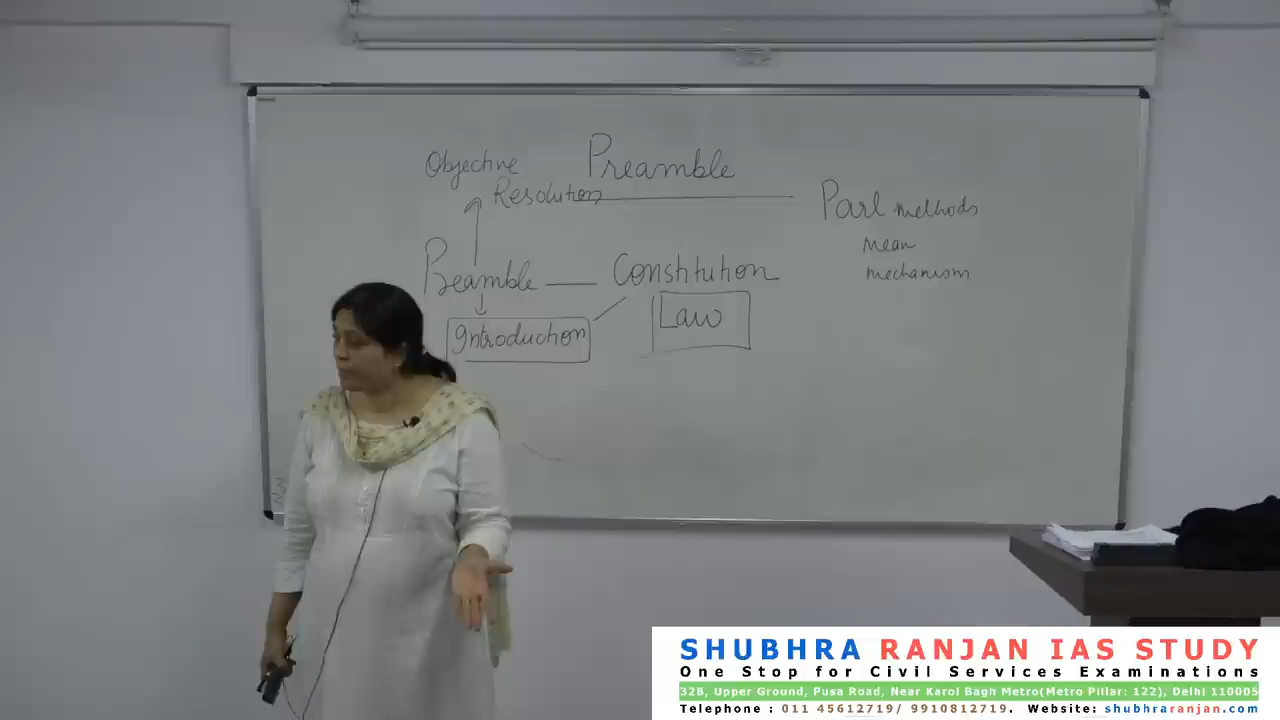 Preamble
Objective
Resolution
Parl methods
mean
mechanism
Preamble
Constitution
Introduction
Law
SHUBHRA RANJAN IAS STUDY
One Stop for Civil Services Examinations
32B, Upper Ground, Pusa Road, Near Karol Bagh Metro(Metro Pillar: 122), Delhi 110005
Telephone : 011 45612719/ 9910812719. Website: shubhraranjan.com